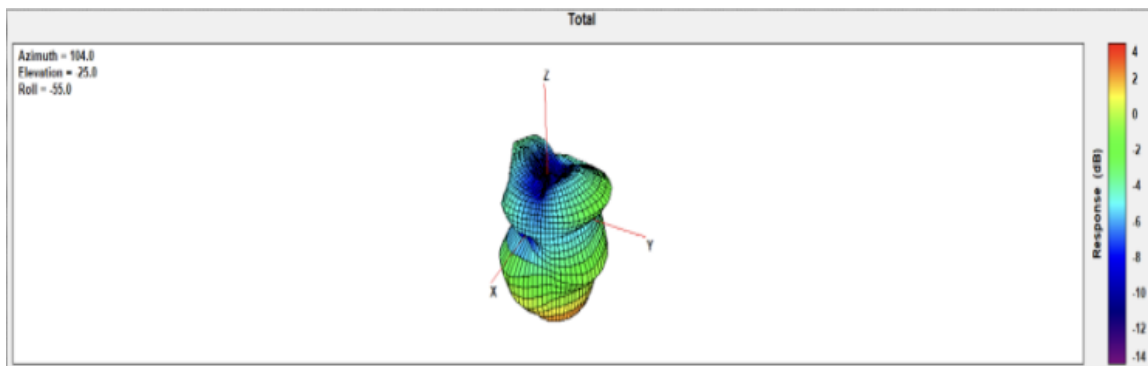 Total
Azimuth = 104.0
Elevation = -25.0
Roll = -55.0
Z
Y
X
4
2
0
-2
-4
-6
-8
-10
-12
-14
Response (dB)